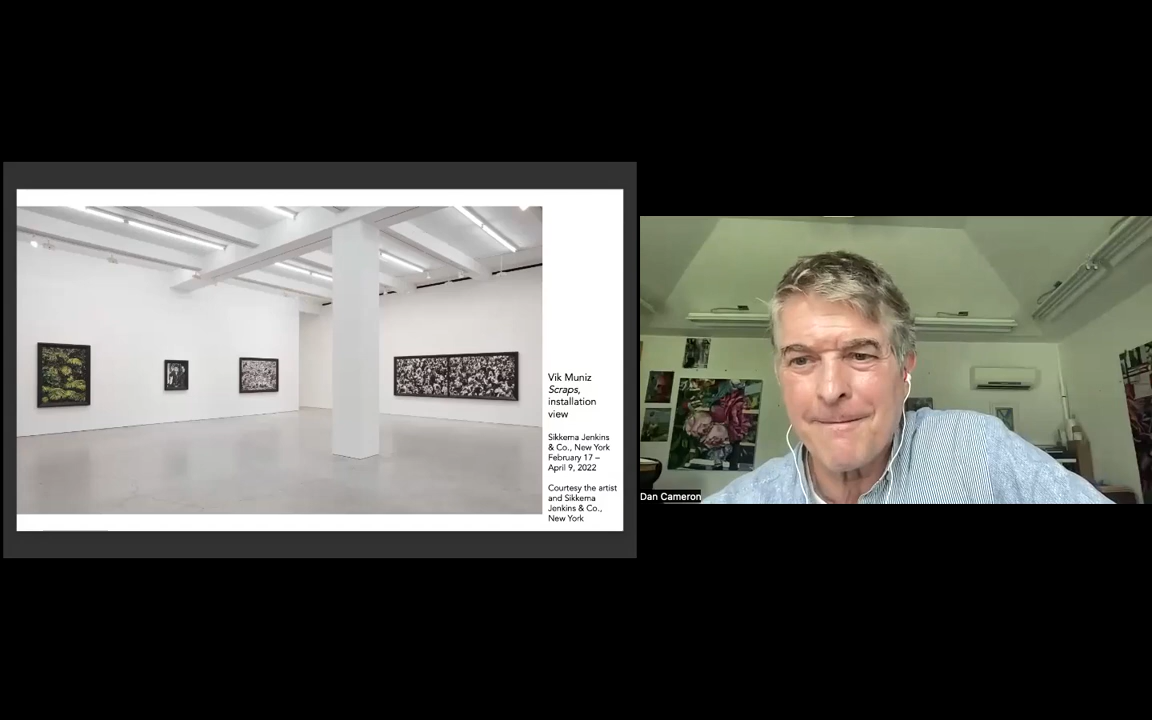 Vik Muniz
Scraps,
installation
view
Sikkema Jenkins
& Co., New York
February 17 –
April 9, 2022
Courtesy the artist
and Sikkema
Jenkins & Co.,
New York
Dan Cameron